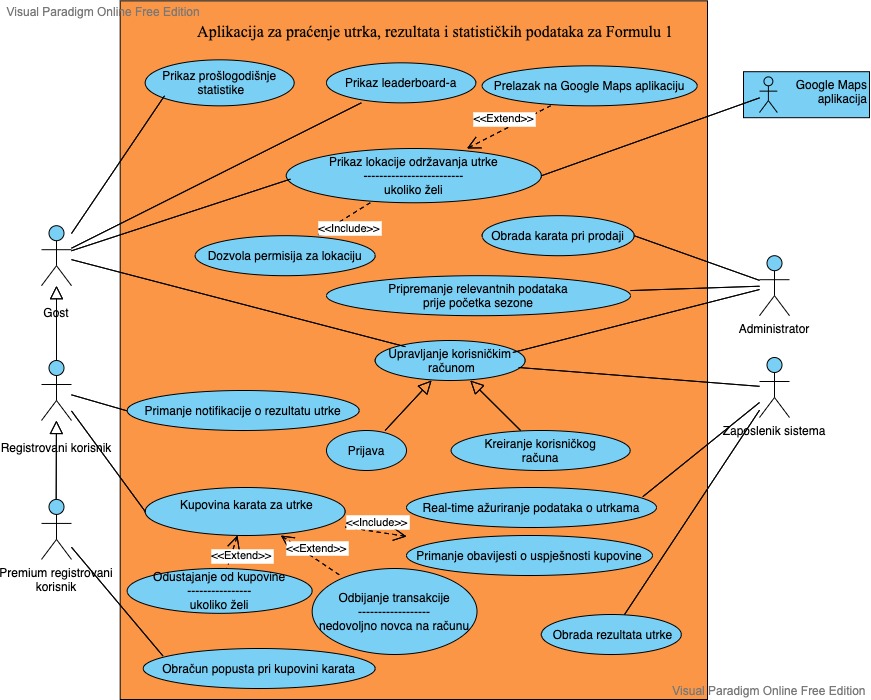 Visual Paradigm Online Free Edition
Aplikacija za praćenje utrka, rezultata i statističkih podataka za Formulu 1
Prikaz prošlogodišnje
statistike
Prikaz leaderboard-a
Prelazak na Google Maps aplikaciju
Google Maps
aplikacija
<<Extend>>
Prikaz lokacije održavanja utrke
-------------------------
ukoliko želi
<<Include>>
Dozvola permisija za lokaciju
Obrada karata pri prodaji
Pripremanje relevantnih podataka
prije početka sezone
Gost
Administrator
Upravljanje korisničkim
računom
Primanje notifikacije o rezultatu utrke
Registrovani korisnik
Prijava
Kreiranje korisničkog
računa
Zaposlenik sistema
Kupovina karata za utrke
Real-time ažuriranje podataka o utrkama
<<Include>>
<<Extend>>
<<Extend>>
Primanje obavijesti o uspješnosti kupovine
Premium registrovani
korisnik
Odustajanje od kupovine
----------------
ukoliko želi
Odbijanje transakcije
------------------
nedovoljno novca na računu
Obrada rezultata utrke
Obračun popusta pri kupovini karata
Visual Paradigm Online Free Edition